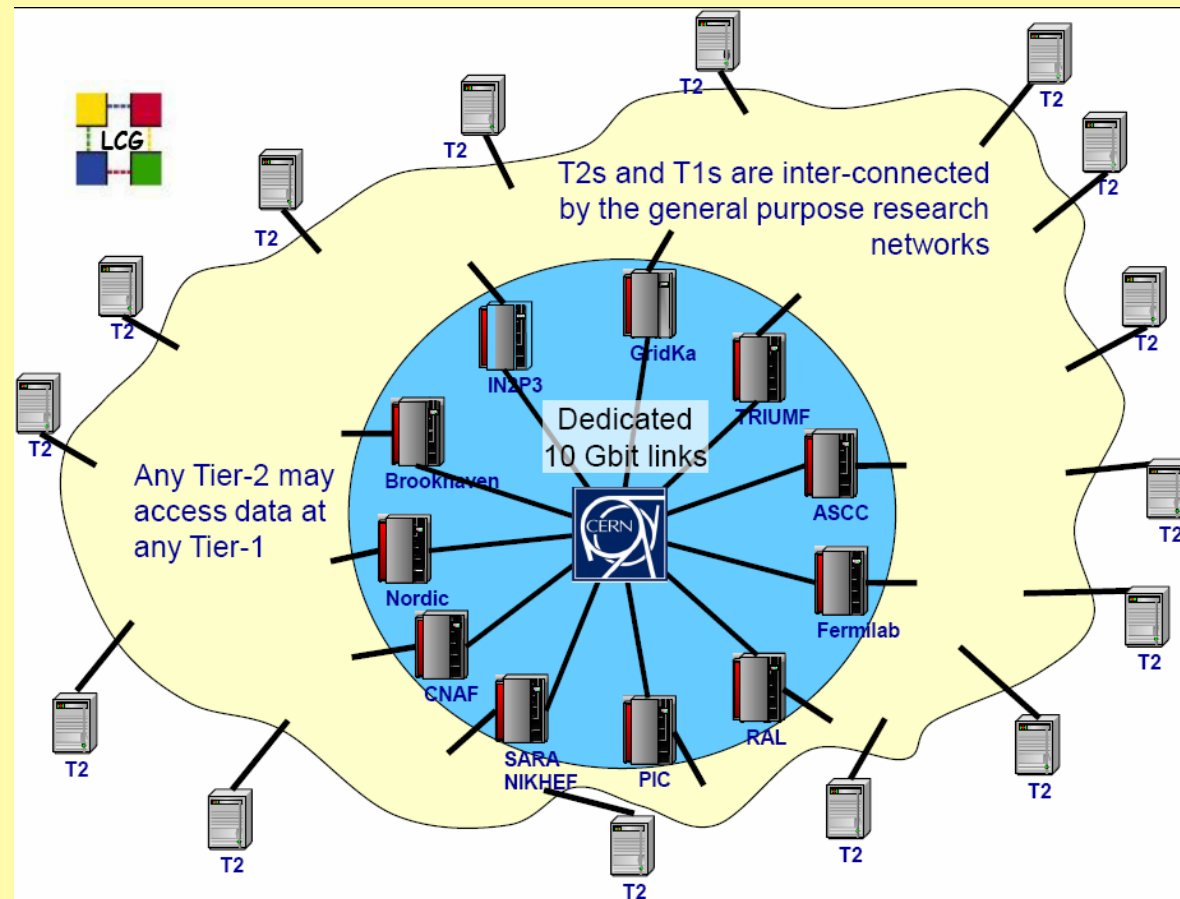 T2
T2
LCG
T2
T2s and T1s are inter-connected
by the general purpose research
networks
T2
T2
T2
T2
GridKa
IN2P3
TRIUMF
Dedicated
10 Gbit links
T2
Brookhaven
Any Tier-2 may
access data at
any Tier-1
ASCC
CERN
T2
Nordic
Fermilab
T2
CNAF
RAL
SARA
NIKHEF
PIC
T2
T2
T2
T2
T2